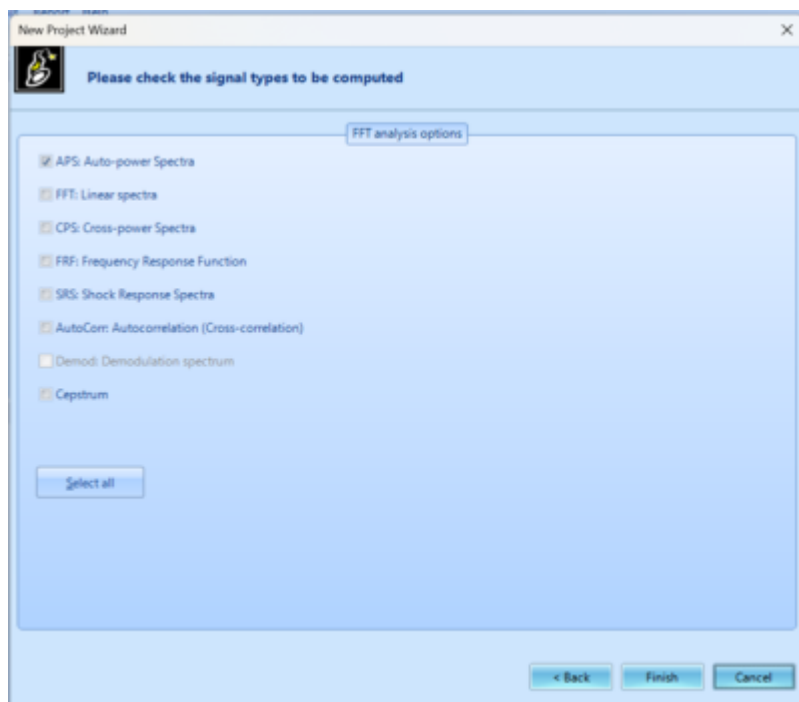 New Project Wizard
Please check the signal types to be computed
FFT analysis options
APS: Auto-power Spectra
FFT: Linear spectra
CPS: Cross-power Spectra
FRF: Frequency Response Function
SRS: Shock Response Spectra
AutoCorr: Autocorrelation (Cross-correlation)
Demod: Demodulation spectrum
Cepstrum
Select all
< Back Finish Cancel